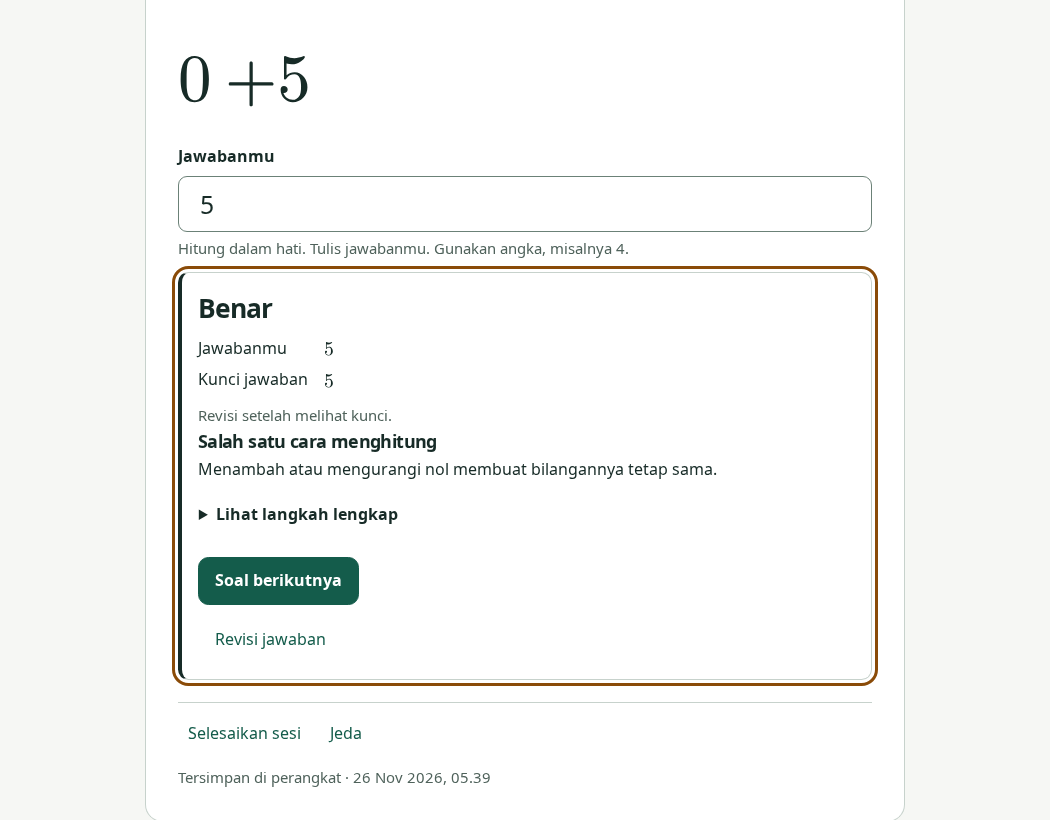 0 +5
Jawabanmu
5
Hitung dalam hati. Tulis jawabanmu. Gunakan angka, misalnya 4.
Benar
Jawabanmu 5
Kunci jawaban 5
Revisi setelah melihat kunci.
Salah satu cara menghitung
Menambah atau mengurangi nol membuat bilangannya tetap sama.
Lihat langkah lengkap
Soal berikutnya
Revisi jawaban
Selesaikan sesi Jeda
Tersimpan di perangkat · 26 Nov 2026, 05.39